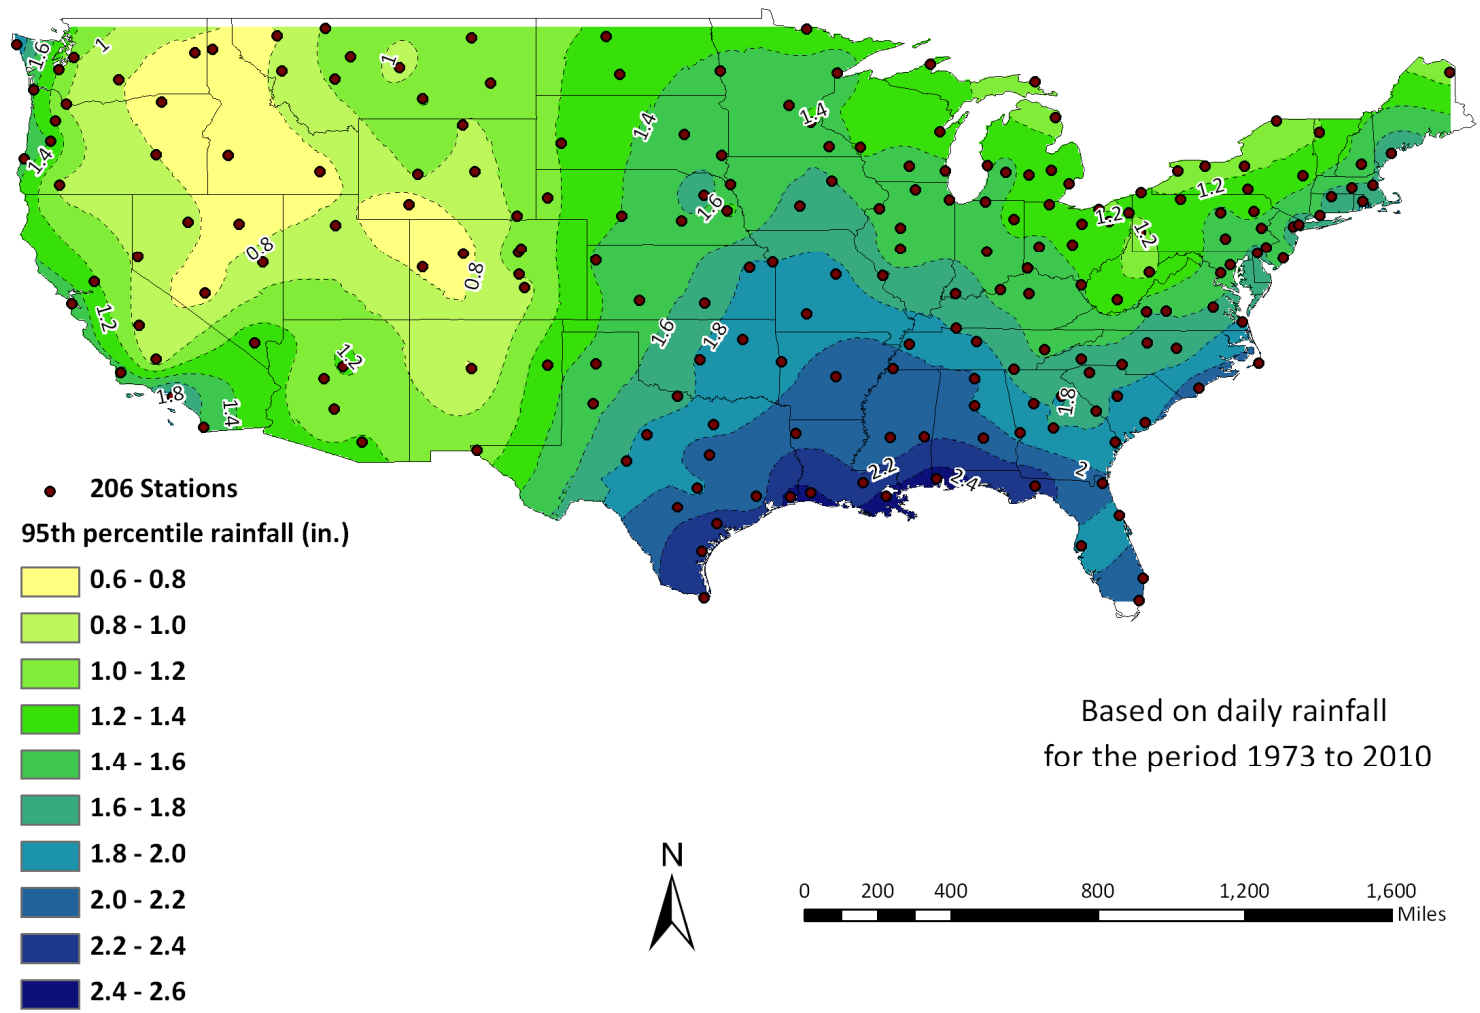 1.6
1
1
1.4
1.4
1.4
1.6
1.2
1.2
1.2
0.8
0.8
1.2
1.6
1.8
1.2
1.8
1.4
1.8
2.2
2.4
2
206 Stations
95th percentile rainfall (in.)
0.6 - 0.8
0.8 - 1.0
1.0 - 1.2
1.2 - 1.4
1.4 - 1.6
1.6 - 1.8
1.8 - 2.0
2.0 - 2.2
2.2 - 2.4
2.4 - 2.6
Based on daily rainfall
for the period 1973 to 2010
N
0 200 400 800 1,200 1,600
Miles